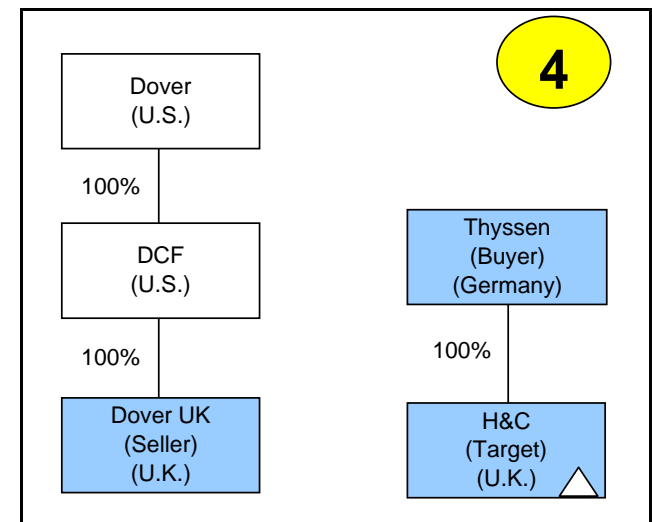 4
Dover
(U.S.)
100%
DCF
(U.S.)
100%
Dover UK
(Seller)
(U.K.)
Thyssen
(Buyer)
(Germany)
100%
H&C
(Target)
(U.K.)